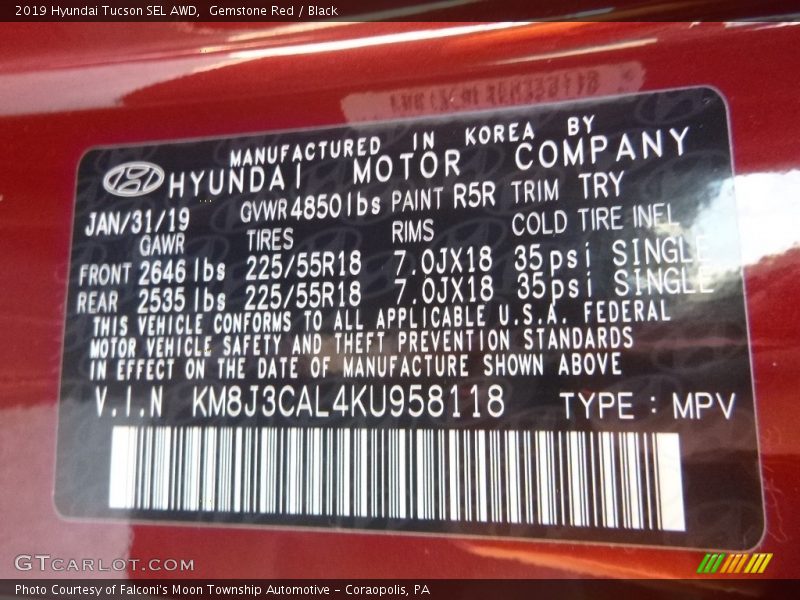 2019 Hyundai Tucson SEL AWD,  Gemstone Red / Black
MANUFACTURED IN KOREA BY
HYUNDAI MOTOR COMPANY
JAN/31/19 GVWR 4850lbs PAINT R5R TRIM TRY
GAWR TIRES RIMS COLD TIRE INFL
FRONT 2646 lbs 225/55R18 7.0JX18 35psi SINGLE
REAR 2535 lbs 225/55R18 7.0JX18 35psi SINGLE
THIS VEHICLE CONFORMS TO ALL APPLICABLE U.S.A. FEDERAL
MOTOR VEHICLE SAFETY AND THEFT PREVENTION STANDARDS
IN EFFECT ON THE DATE OF MANUFACTURE SHOWN ABOVE
V.I.N KM8J3CAL4KU958118 TYPE : MPV
GTCARLOT.COM
Photo Courtesy of Falconi's Moon Township Automotive - Coraopolis, PA